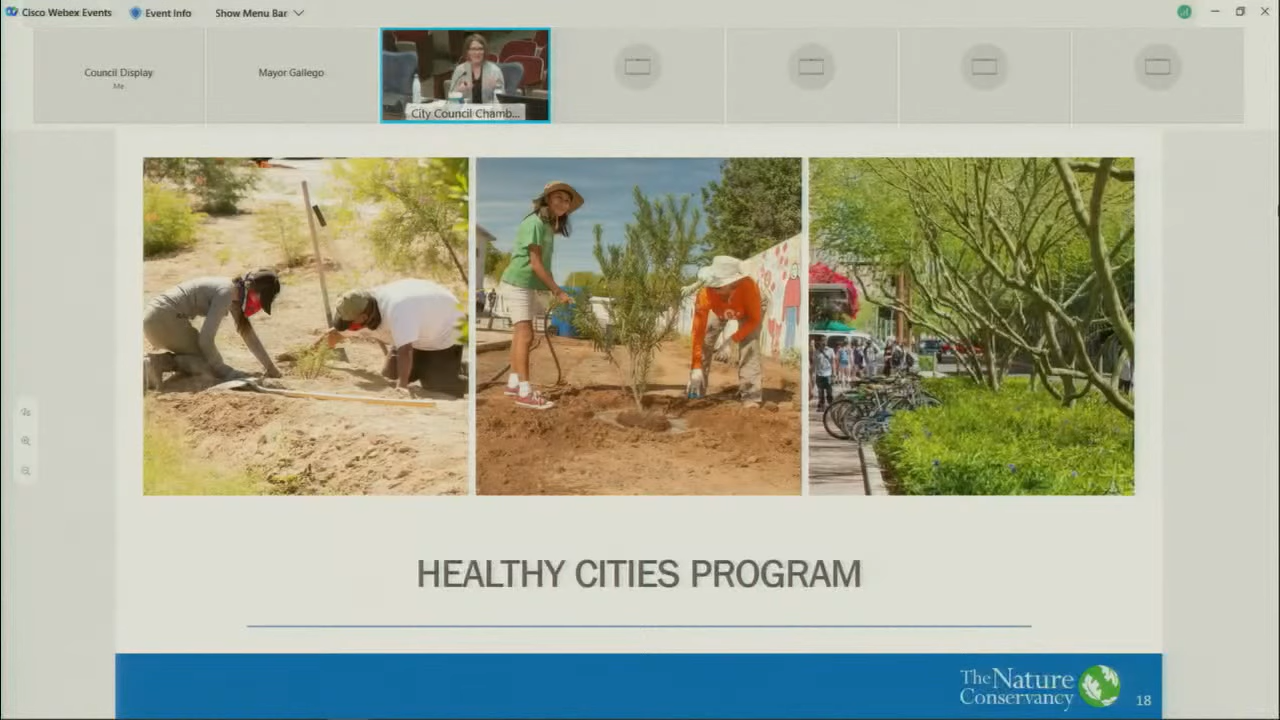 Cisco Webex Events
Event Info
Show Menu Bar
Council Display
Me
Mayor Gallego
City Council Chamb...
HEALTHY CITIES PROGRAM
The Nature
Conservancy
18